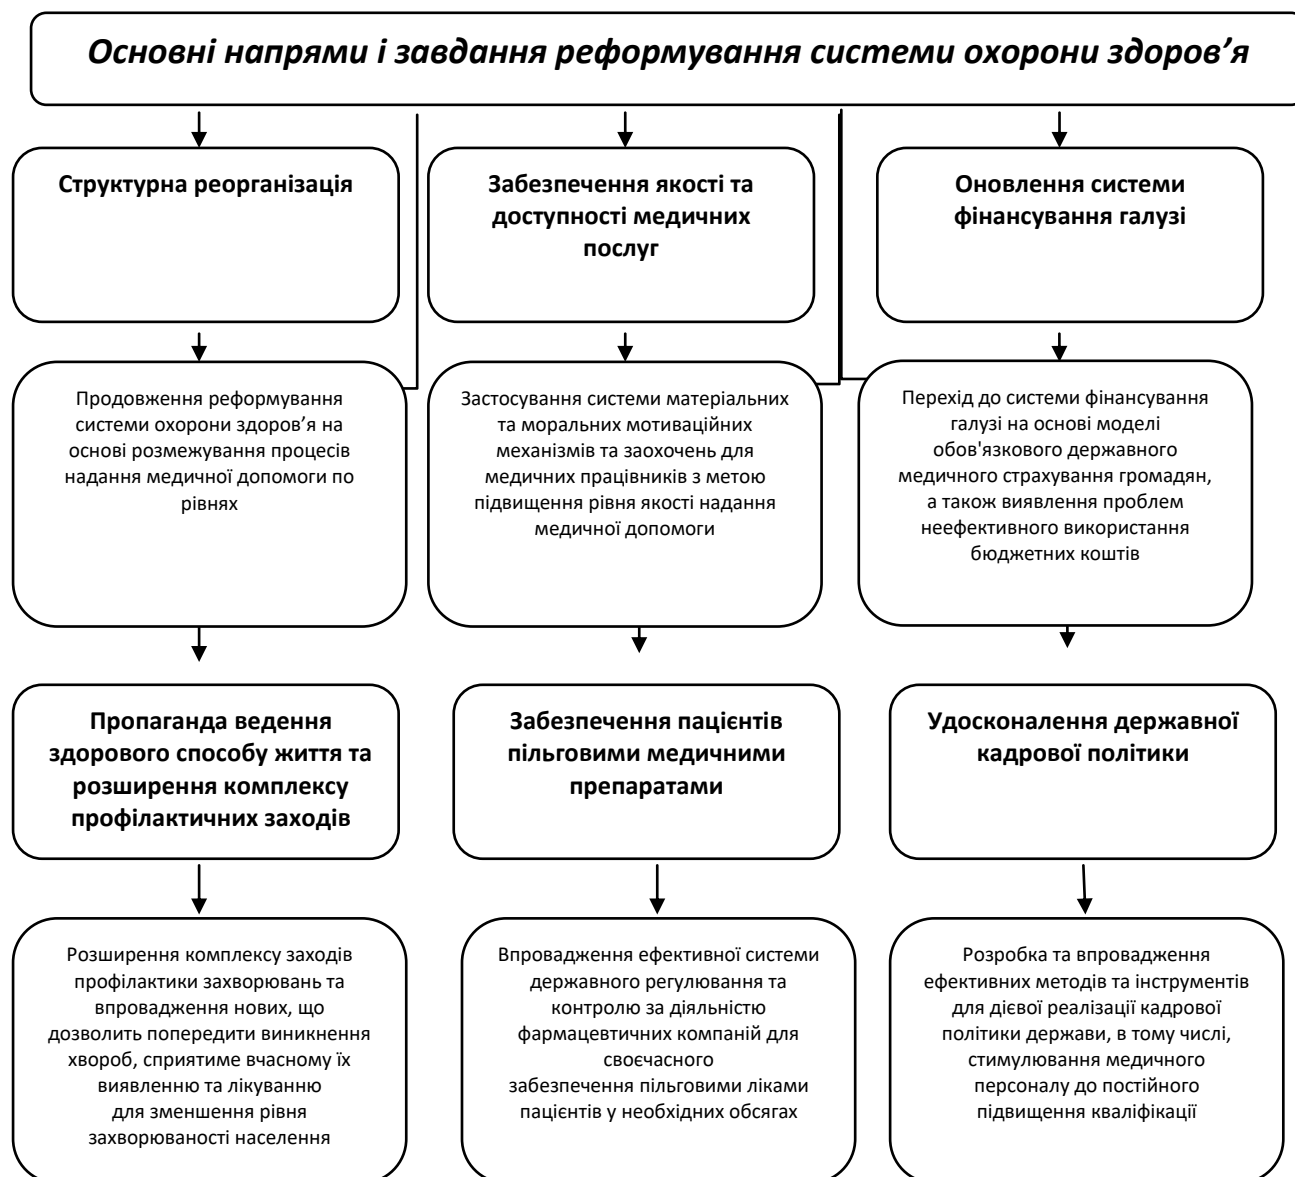 Основні напрями і завдання реформування системи охорони здоров’я
Структурна реорганізація
Забезпечення якості та
доступності медичних
послуг
Оновлення системи
фінансування галузі
Продовження реформування
системи охорони здоров’я на
основі розмежування процесів
надання медичної допомоги по
рівнях
Застосування системи матеріальних
та моральних мотиваційних
механізмів та заохочень для
медичних працівників з метою
підвищення рівня якості надання
медичної допомоги
Перехід до системи фінансування
галузі на основі моделі
обов'язкового державного
медичного страхування громадян,
а також виявлення проблем
неефективного використання
бюджетних коштів
Пропаганда ведення
здорового способу життя та
розширення комплексу
профілактичних заходів
Забезпечення пацієнтів
пільговими медичними
препаратами
Удосконалення державної
кадрової політики
Розширення комплексу заходів
профілактики захворювань та
впровадження нових, що
дозволить попередити виникнення
хвороб, сприятиме вчасному їх
виявленню та лікуванню
для зменшення рівня
захворюваності населення
Впровадження ефективної системи
державного регулювання та
контролю за діяльністю
фармацевтичних компаній для
своєчасного
забезпечення пільговими ліками
пацієнтів у необхідних обсягах
Розробка та впровадження
ефективних методів та інструментів
для дієвої реалізації кадрової
політики держави, в тому числі,
стимулювання медичного
персоналу до постійного
підвищення кваліфікації